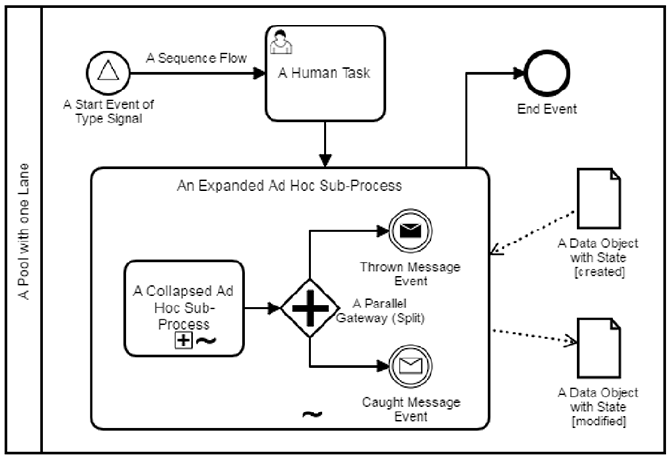 A Pool with one Lane
A Sequence Flow
A Start Event of
Type Signal
A Human Task
End Event
An Expanded Ad Hoc Sub-Process
A Collapsed Ad
Hoc Sub-
Process
A Parallel
Gateway (Split)
Thrown Message
Event
Caught Message
Event
A Data Object
with State
[created]
A Data Object
with State
[modified]